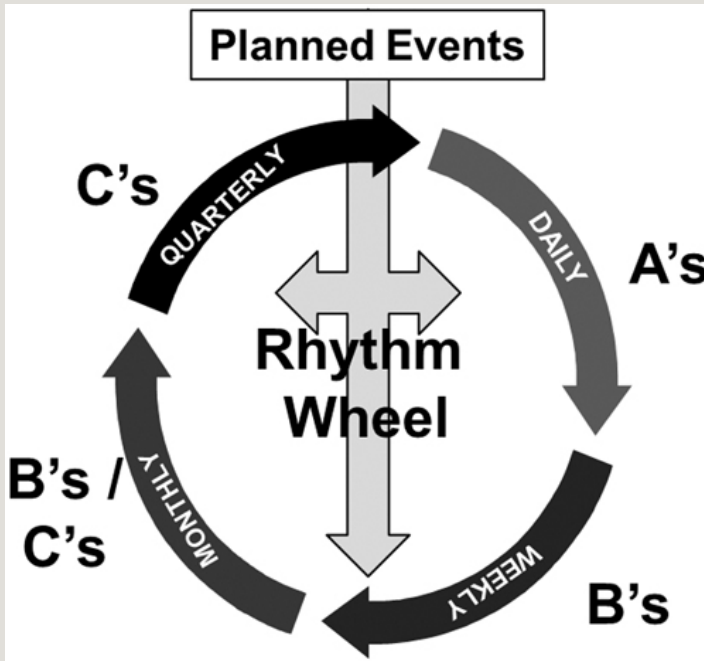 Planned Events
C's
QUARTERLY
DAILY
A's
Rhythm
Wheel
B's /
C's
MONTHLY
WEEKLY
B's